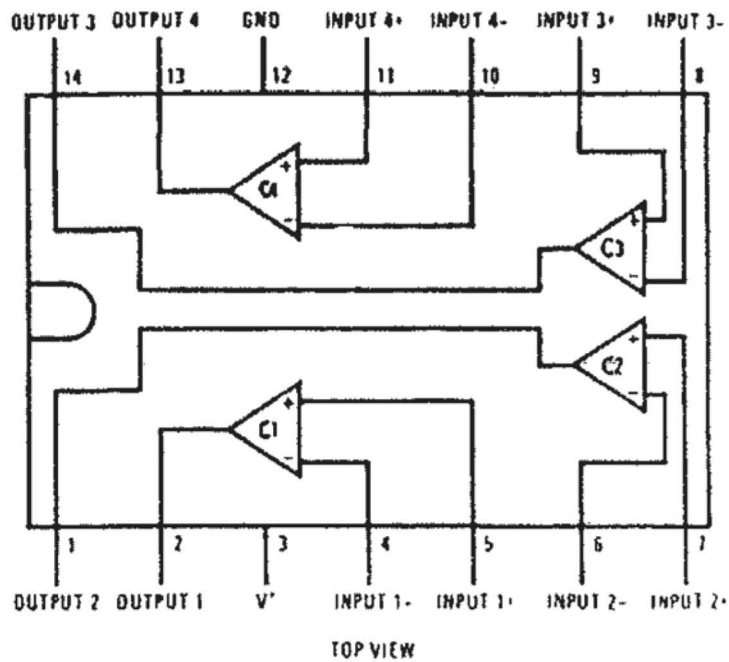 OUTPUT 3 OUTPUT 4 GND INPUT 4+ INPUT 4- INPUT 3+ INPUT 3-
14 13 12 11 10 9 8
+
C4
-
+
C3
-
+
C2
-
+
C1
-
1 2 3 4 5 6 7
OUTPUT 2 OUTPUT 1 V+ INPUT 1- INPUT 1+ INPUT 2- INPUT 2+
TOP VIEW